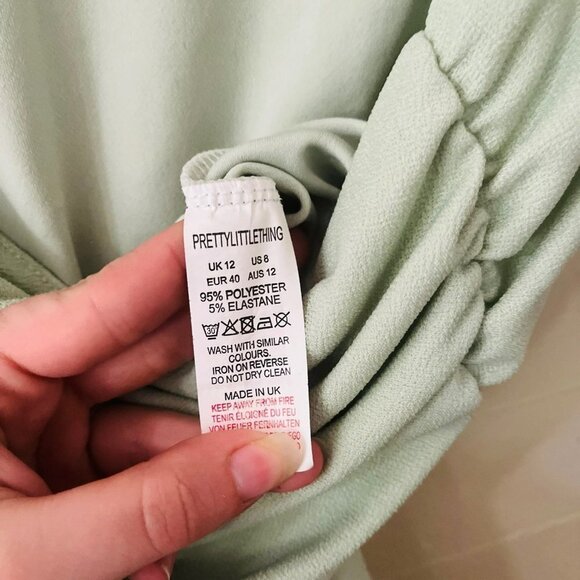 PRETTYLITTLETHING
UK 12 US 8
EUR 40 AUS 12
95% POLYESTER
5% ELASTANE
30
WASH WITH SIMILAR
COLOURS.
IRON ON REVERSE
DO NOT DRY CLEAN
MADE IN UK
KEEP AWAY FROM FIRE
TENIR ÉLOIGNÉ DU FEU
VON FEUER FERNHALTEN